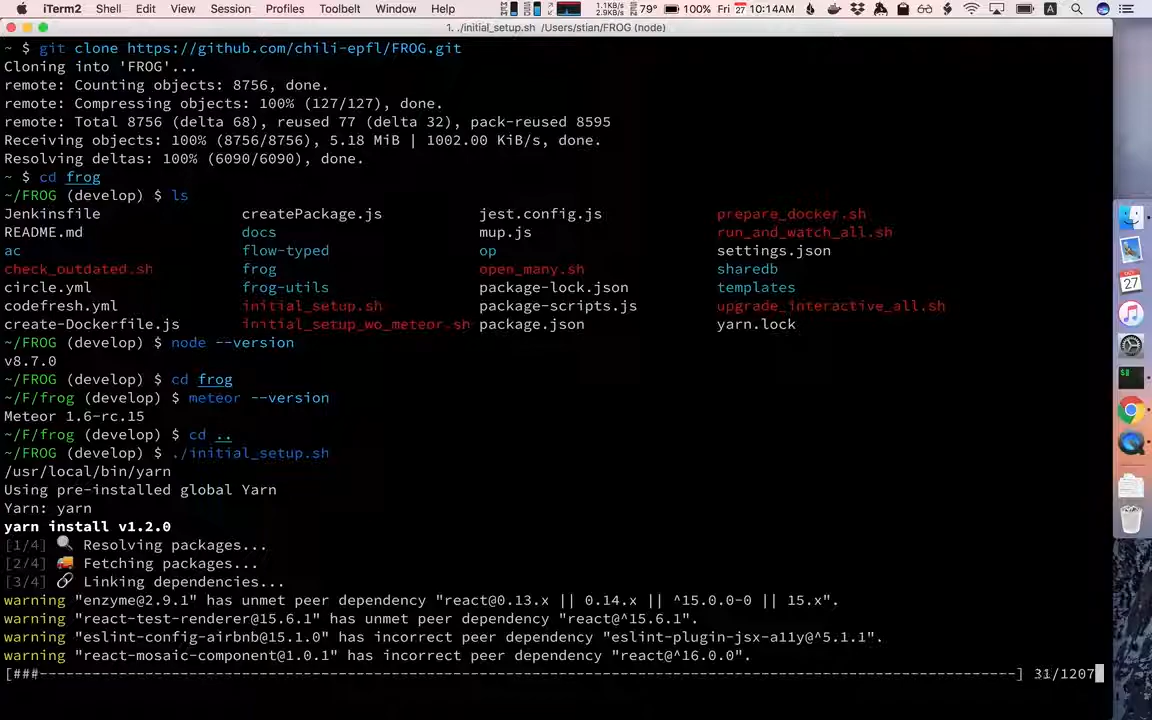 iTerm2 Shell Edit View Session Profiles Toolbelt Window Help 1.1KB/s 2.9KB/s 79° 100% Fri 27 10:14AM
1. ./initial_setup.sh /Users/stian/FROG (node)
~ $ git clone https://github.com/chili-epfl/FROG.git
Cloning into 'FROG'...
remote: Counting objects: 8756, done.
remote: Compressing objects: 100% (127/127), done.
remote: Total 8756 (delta 68), reused 77 (delta 32), pack-reused 8595
Receiving objects: 100% (8756/8756), 5.18 MiB | 1002.00 KiB/s, done.
Resolving deltas: 100% (6090/6090), done.
~ $ cd frog
~/FROG (develop) $ ls
Jenkinsfile createPackage.js jest.config.js prepare_docker.sh
README.md docs mup.js run_and_watch_all.sh
ac flow-typed op settings.json
check_outdated.sh frog open_many.sh sharedb
circle.yml frog-utils package-lock.json templates
codefresh.yml initial_setup.sh package-scripts.js upgrade_interactive_all.sh
create-Dockerfile.js initial_setup_wo_meteor.sh package.json yarn.lock
~/FROG (develop) $ node --version
v8.7.0
~/FROG (develop) $ cd frog
~/F/frog (develop) $ meteor --version
Meteor 1.6-rc.15
~/F/frog (develop) $ cd ..
~/FROG (develop) $ ./initial_setup.sh
/usr/local/bin/yarn
Using pre-installed global Yarn
Yarn: yarn
yarn install v1.2.0
[1/4] 🔍 Resolving packages...
[2/4] 🚚 Fetching packages...
[3/4] 🔗 Linking dependencies...
warning "enzyme@2.9.1" has unmet peer dependency "react@0.13.x || 0.14.x || ^15.0.0-0 || 15.x".
warning "react-test-renderer@15.6.1" has unmet peer dependency "react@^15.6.1".
warning "eslint-config-airbnb@15.1.0" has incorrect peer dependency "eslint-plugin-jsx-a11y@^5.1.1".
warning "react-mosaic-component@1.0.1" has incorrect peer dependency "react@^16.0.0".
[###----------------------------------------------------------------------------------------------------------------] 31/1207